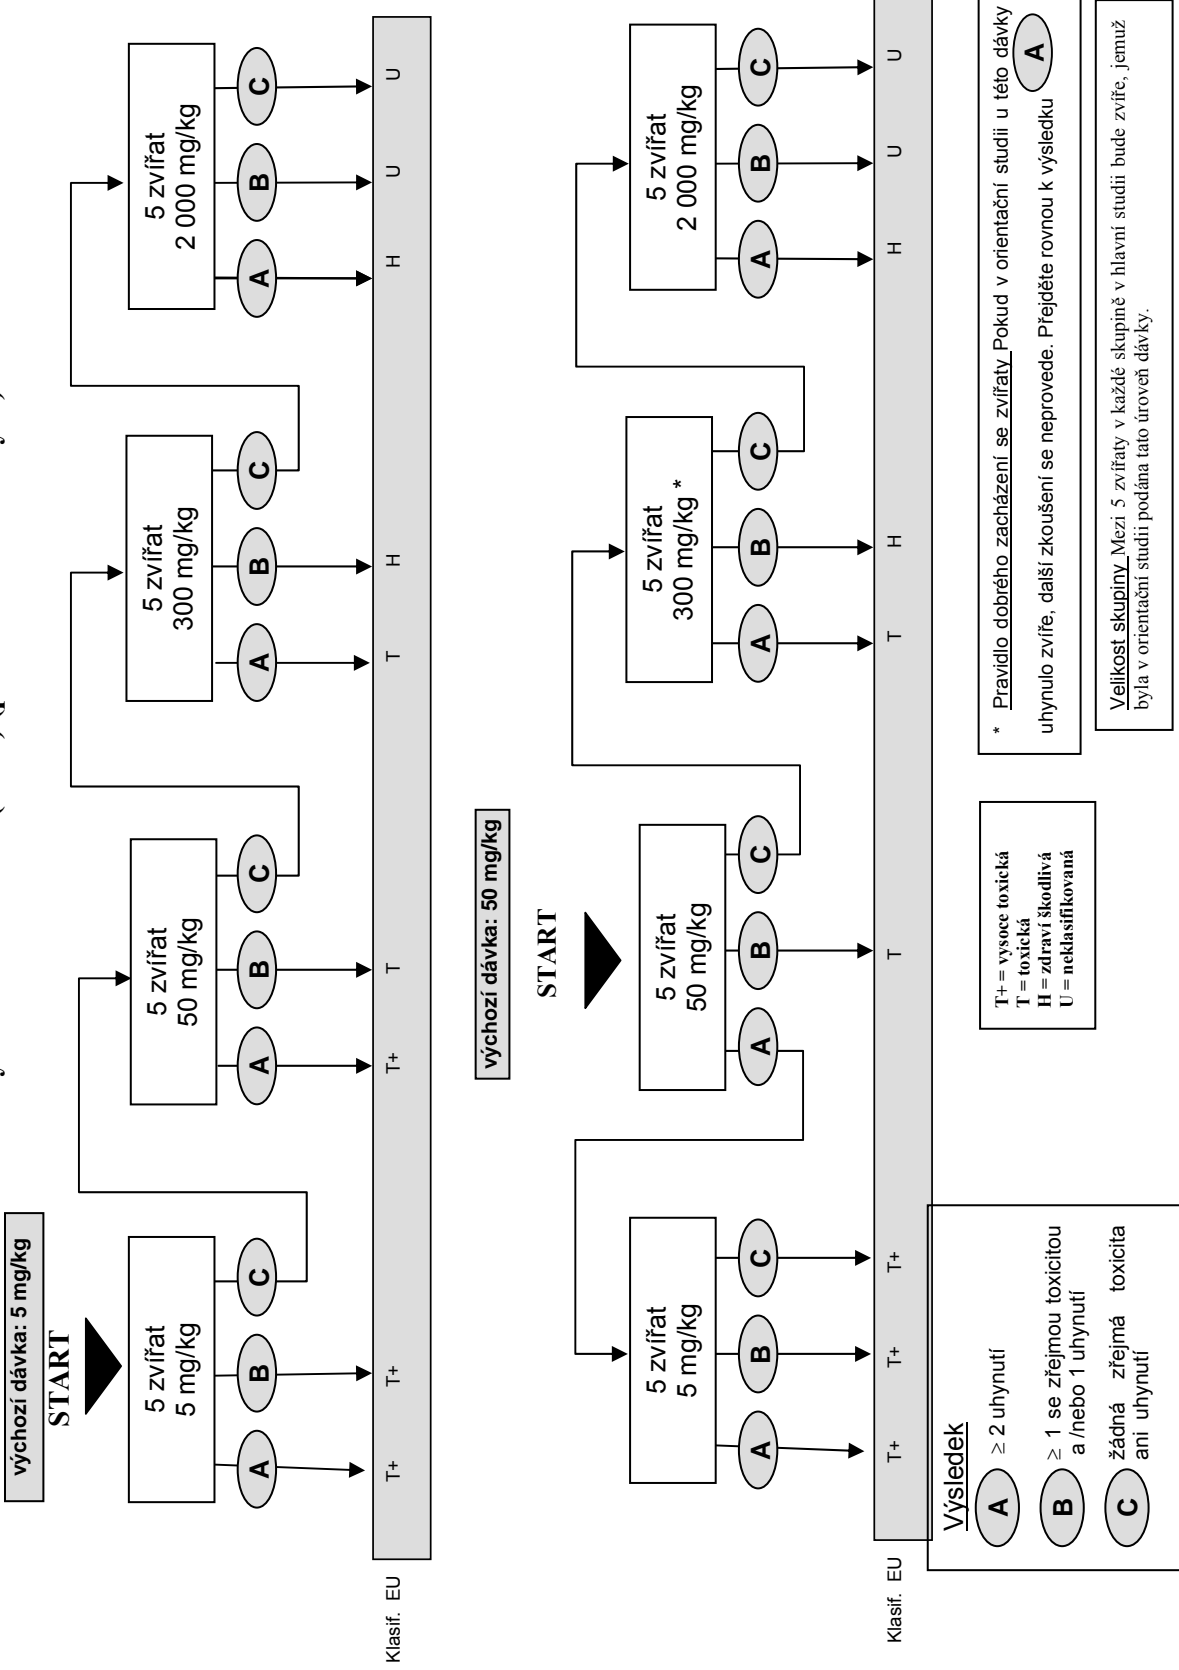 výchozí dávka: 5 mg/kg
START
5 zvířat
5 mg/kg
5 zvířat
50 mg/kg
5 zvířat
300 mg/kg
5 zvířat
2 000 mg/kg
A
B
C
A
B
C
A
B
C
A
B
C
Klasif. EU
T+
T+
T+
T
T
H
H
U
U
výchozí dávka: 50 mg/kg
START
5 zvířat
5 mg/kg
5 zvířat
50 mg/kg
5 zvířat
300 mg/kg *
5 zvířat
2 000 mg/kg
A
B
C
A
B
C
A
B
C
A
B
C
Klasif. EU
T+
T+
T+
T
T
H
H
U
U
Výsledek
A ≥ 2 uhynutí
B ≥ 1 se zřejmou toxicitou
a /nebo 1 uhynutí
C žádná zřejmá toxicita
ani uhynutí
T+ = vysoce toxická
T = toxická
H = zdraví škodlivá
U = neklasifikovaná
* Pravidlo dobrého zacházení se zvířaty Pokud v orientační studii u této dávky
uhynulo zvíře, další zkoušení se neprovede. Přejděte rovnou k výsledku A
Velikost skupiny Mezi 5 zvířaty v každé skupině v hlavní studii bude zvíře, jemuž
byla v orientační studii podána tato úroveň dávky.